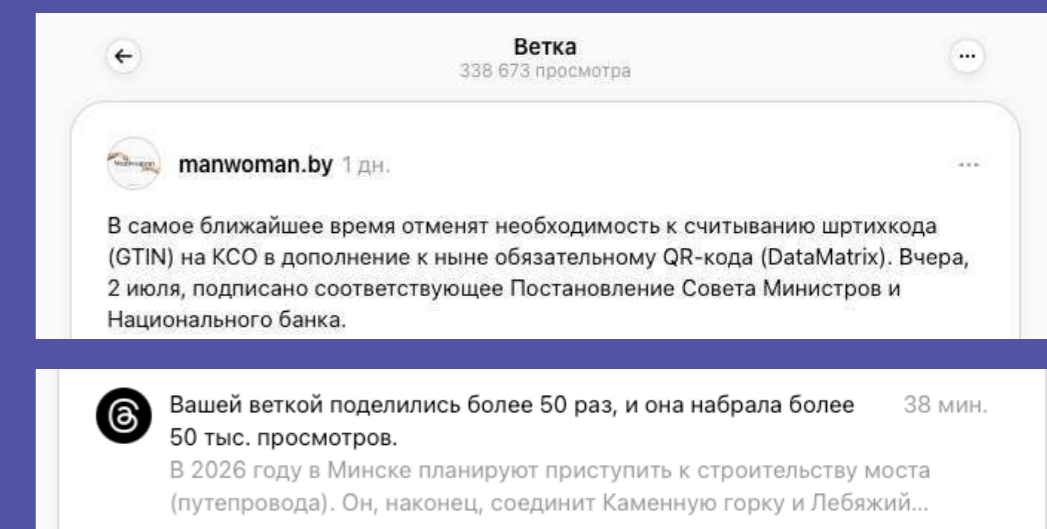 Ветка
338 673 просмотра
manwoman.by 1 дн.
В самое ближайшее время отменят необходимость к считыванию шртихкода
(GTIN) на КСО в дополнение к ныне обязательному QR-кода (DataMatrix). Вчера,
2 июля, подписано соответствующее Постановление Совета Министров и
Национального банка.
Вашей веткой поделились более 50 раз, и она набрала более 38 мин.
50 тыс. просмотров.
В 2026 году в Минске планируют приступить к строительству моста
(путепровода). Он, наконец, соединит Каменную горку и Лебяжий...